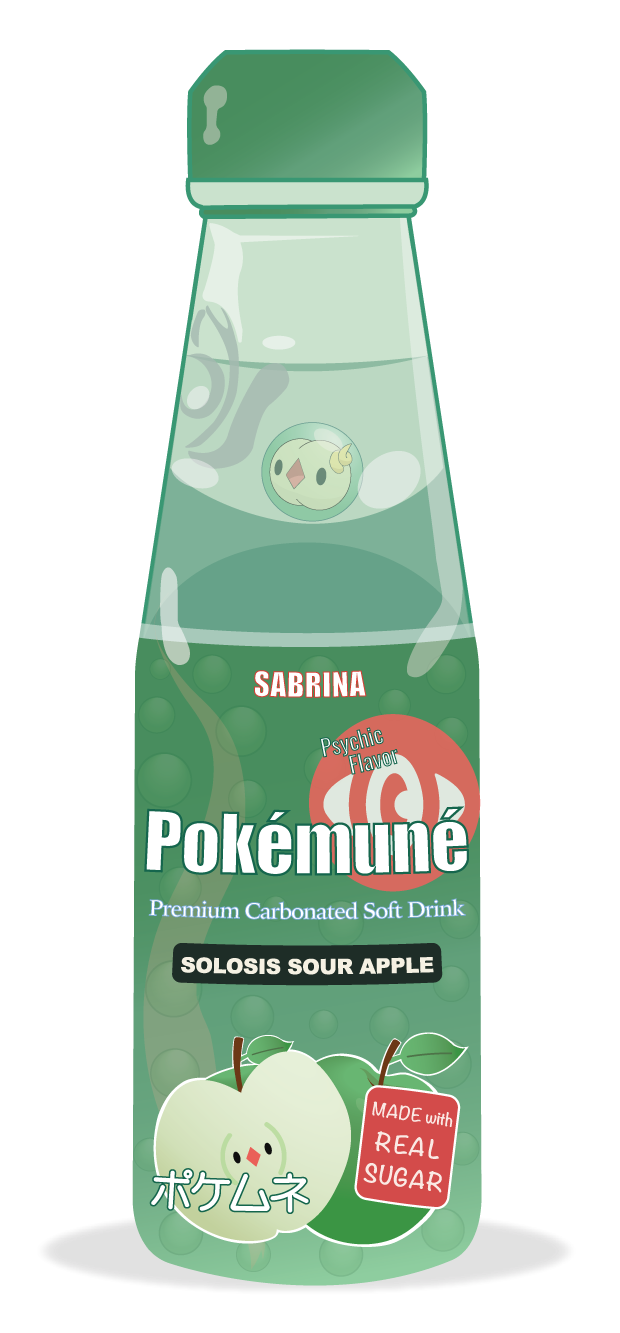 SABRINA
Psychic
Flavor
Pokémuné
Premium Carbonated Soft Drink
SOLOSIS SOUR APPLE
MADE with
REAL
SUGAR
ポケムネ